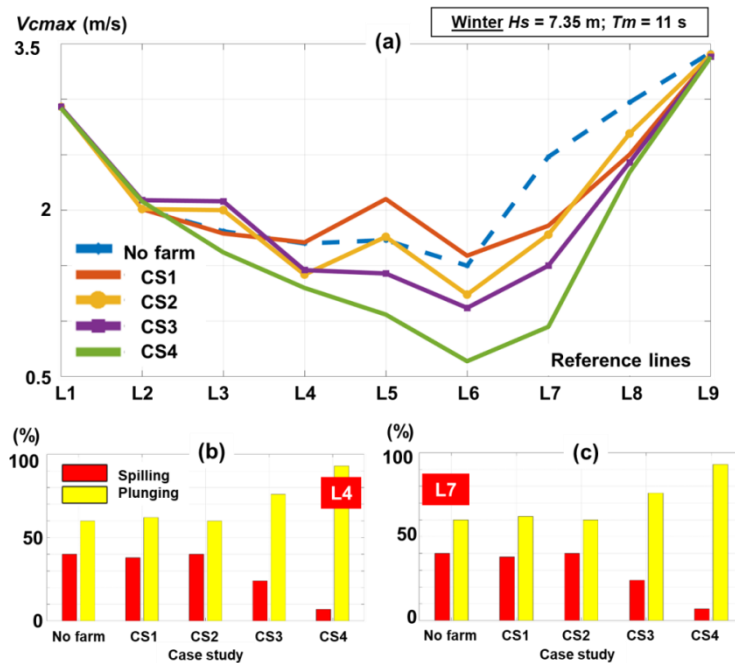 Vcmax (m/s)
Winter Hs = 7.35 m; Tm = 11 s
(a)
3.5
2
0.5
No farm
CS1
CS2
CS3
CS4
Reference lines
L1 L2 L3 L4 L5 L6 L7 L8 L9
(%)
(b)
100
50
0
Spilling
Plunging
L4
No farm CS1 CS2 CS3 CS4
Case study
(%)
(c)
100
50
0
L7
No farm CS1 CS2 CS3 CS4
Case study